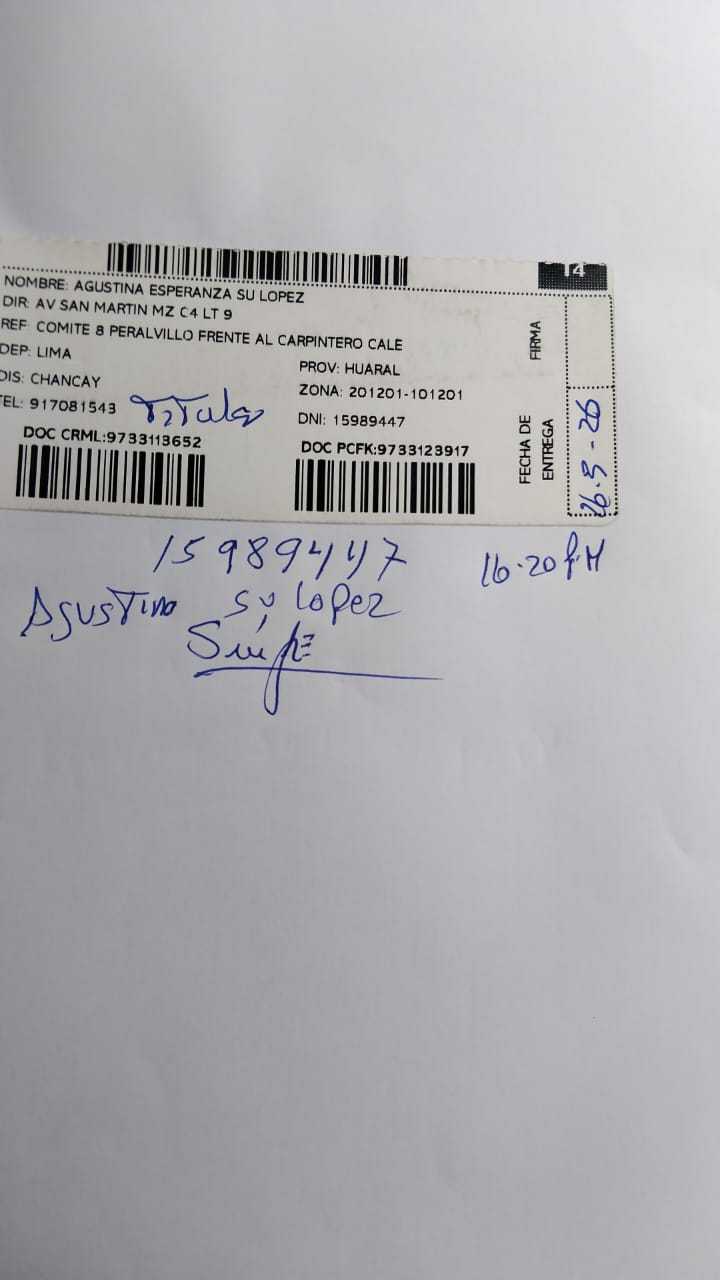 14
NOMBRE: AGUSTINA ESPERANZA SU LOPEZ
DIR: AV SAN MARTIN MZ C4 LT 9
REF: COMITE 8 PERALVILLO FRENTE AL CARPINTERO CALE
DEP: LIMA
PROV: HUARAL
DIS: CHANCAY
ZONA: 201201-101201
TEL: 917081543 Titular
DNI: 15989447
DOC CRML:9733113652
DOC PCFK:9733123917
FIRMA
FECHA DE
ENTREGA
26-5-26
15989447
16.20 P.M
Agustina Su Lopez